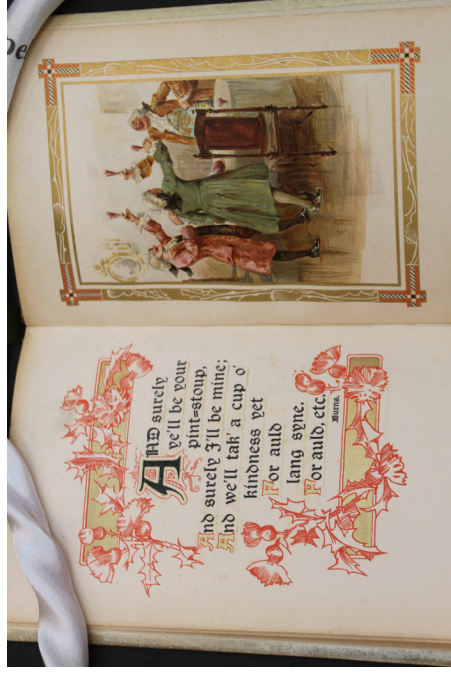 AND surely
ye'll be your
pint=stoup,
And surely I'll be mine;
And we'll tak' a cup o'
kindness yet
For auld
lang syne.
For auld, etc.
Burns.
De